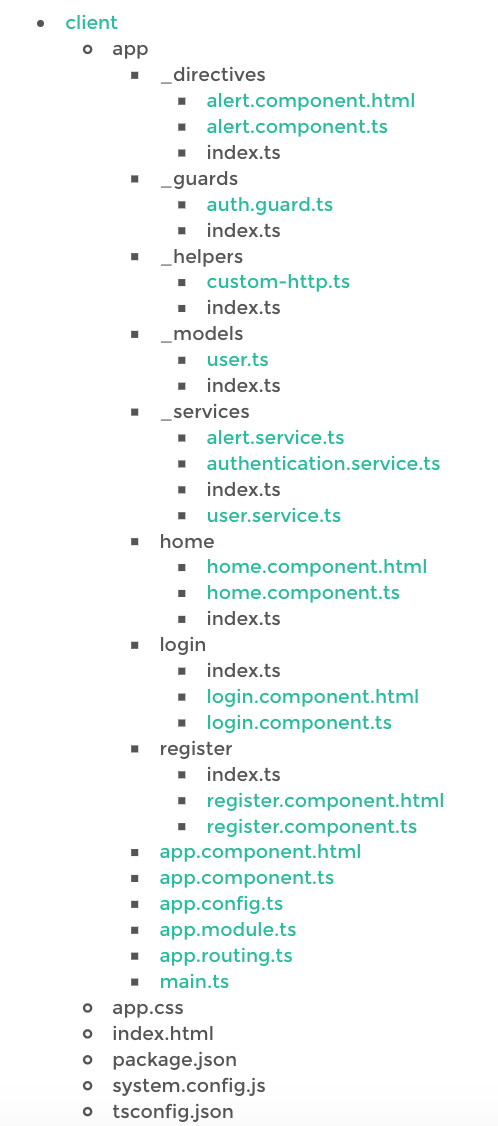 client
app
_directives
alert.component.html
alert.component.ts
index.ts
_guards
auth.guard.ts
index.ts
_helpers
custom-http.ts
index.ts
_models
user.ts
index.ts
_services
alert.service.ts
authentication.service.ts
index.ts
user.service.ts
home
home.component.html
home.component.ts
index.ts
login
index.ts
login.component.html
login.component.ts
register
index.ts
register.component.html
register.component.ts
app.component.html
app.component.ts
app.config.ts
app.module.ts
app.routing.ts
main.ts
app.css
index.html
package.json
system.config.js
tsconfig.json